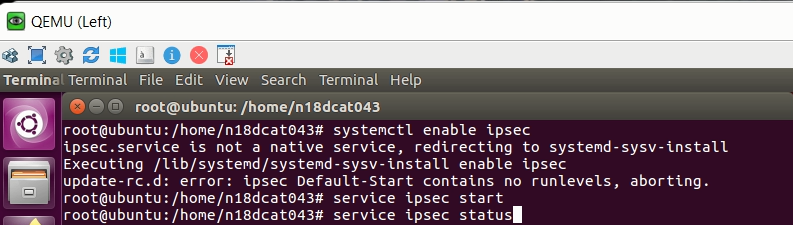 QEMU (Left)
Terminal Terminal File Edit View Search Terminal Help
root@ubuntu: /home/n18dcat043
root@ubuntu:/home/n18dcat043# systemctl enable ipsec
ipsec.service is not a native service, redirecting to systemd-sysv-install
Executing /lib/systemd/systemd-sysv-install enable ipsec
update-rc.d: error: ipsec Default-Start contains no runlevels, aborting.
root@ubuntu:/home/n18dcat043# service ipsec start
root@ubuntu:/home/n18dcat043# service ipsec status